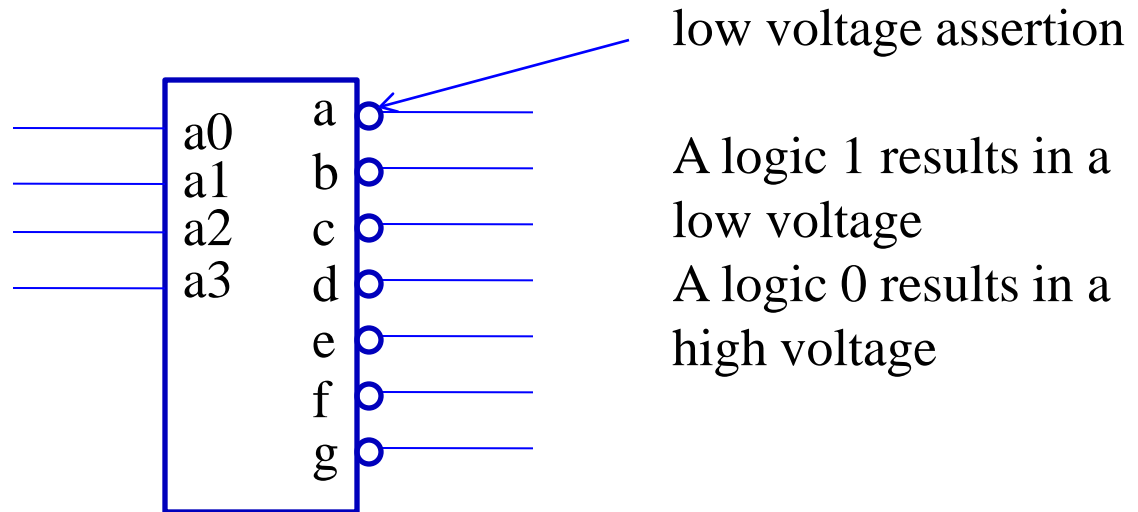 low voltage assertion
a0
a1
a2
a3
a
b
c
d
e
f
g
A logic 1 results in a
low voltage
A logic 0 results in a
high voltage